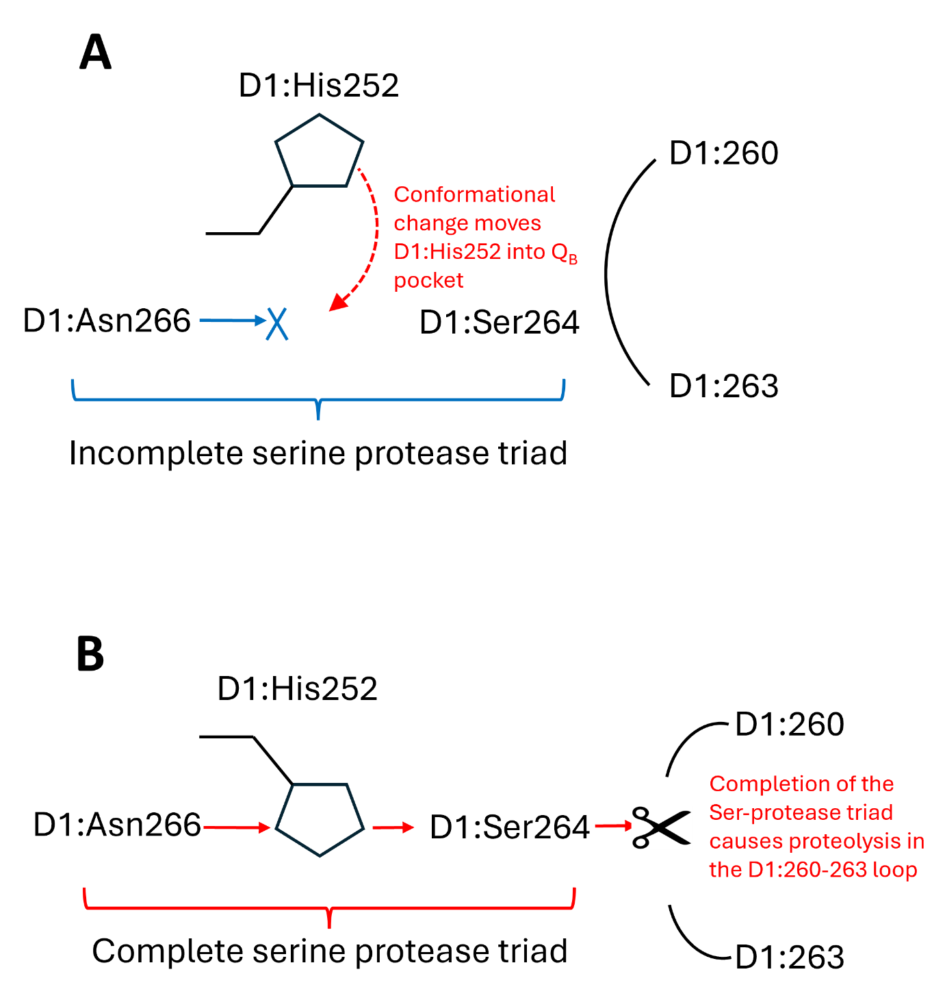 A
D1:His252
D1:260
Conformational
change moves
D1:His252 into QB
pocket
D1:Asn266
D1:Ser264
D1:263
Incomplete serine protease triad
B
D1:His252
D1:260
Completion of the
Ser-protease triad
causes proteolysis in
the D1:260-263 loop
D1:Asn266
D1:Ser264
D1:263
Complete serine protease triad